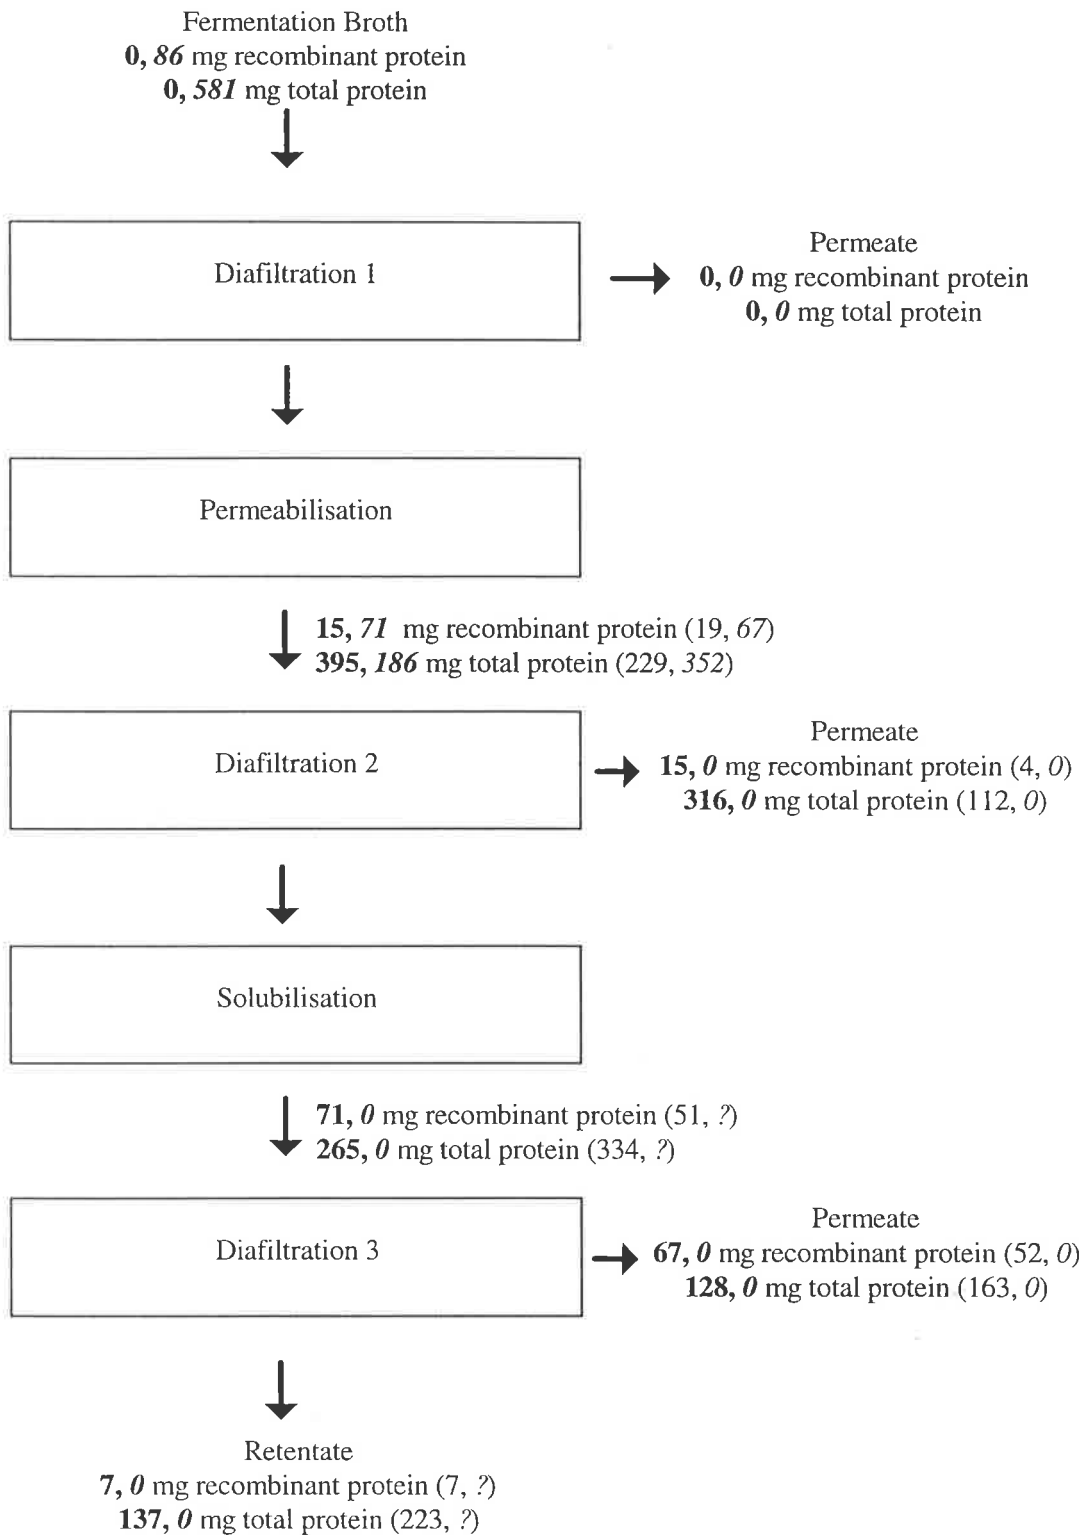 Fermentation Broth
0, 86 mg recombinant protein
0, 581 mg total protein
Diafiltration 1
Permeate
0, 0 mg recombinant protein
0, 0 mg total protein
Permeabilisation
15, 71 mg recombinant protein (19, 67)
395, 186 mg total protein (229, 352)
Diafiltration 2
Permeate
15, 0 mg recombinant protein (4, 0)
316, 0 mg total protein (112, 0)
Solubilisation
71, 0 mg recombinant protein (51, ?)
265, 0 mg total protein (334, ?)
Diafiltration 3
Permeate
67, 0 mg recombinant protein (52, 0)
128, 0 mg total protein (163, 0)
Retentate
7, 0 mg recombinant protein (7, ?)
137, 0 mg total protein (223, ?)